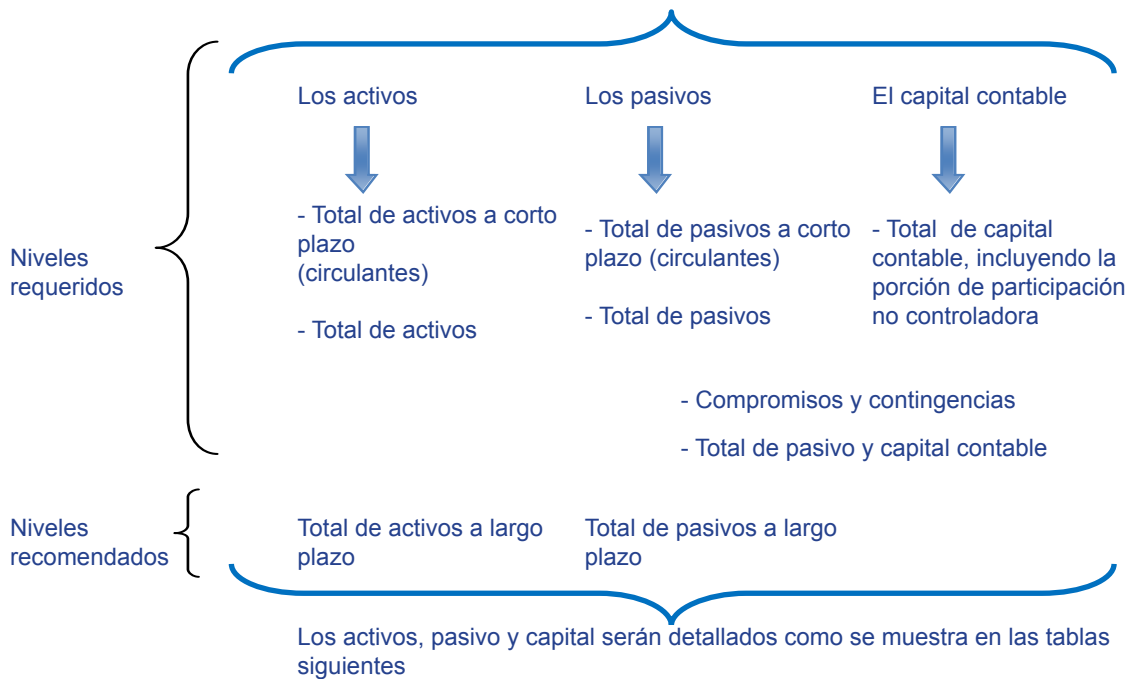 Los activos
Los pasivos
El capital contable
Niveles
requeridos
- Total de activos a corto
plazo
(circulantes)
- Total de activos
- Total de pasivos a corto
plazo (circulantes)
- Total de pasivos
- Total de capital
contable, incluyendo la
porción de participación
no controladora
- Compromisos y contingencias
- Total de pasivo y capital contable
Niveles
recomendados
Total de activos a largo
plazo
Total de pasivos a largo
plazo
Los activos, pasivo y capital serán detallados como se muestra en las tablas
siguientes